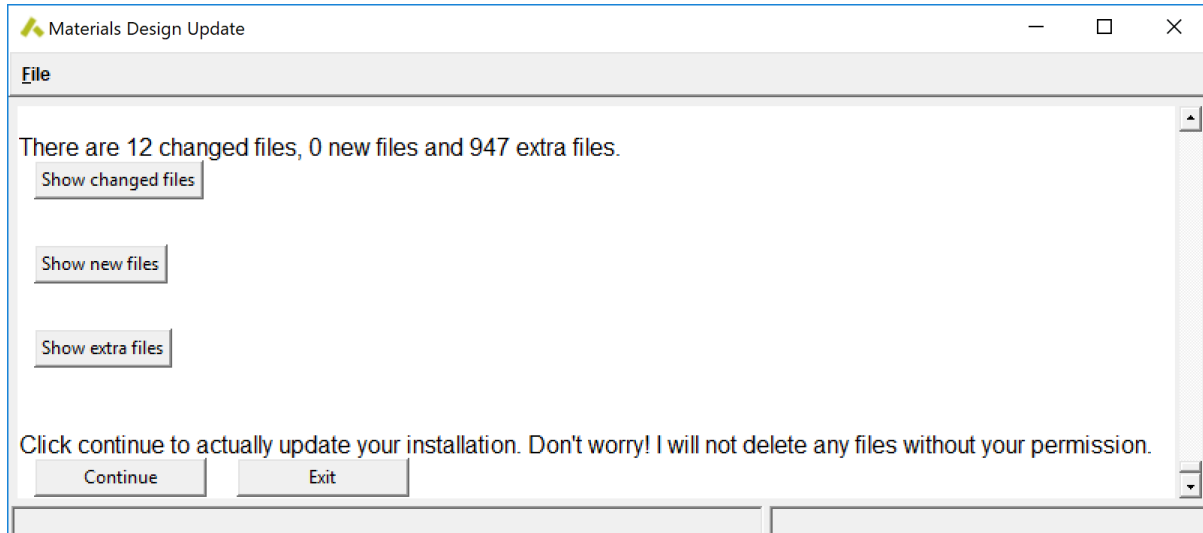 Materials Design Update
File
There are 12 changed files, 0 new files and 947 extra files.
Show changed files
Show new files
Show extra files
Click continue to actually update your installation. Don't worry! I will not delete any files without your permission.
Continue Exit